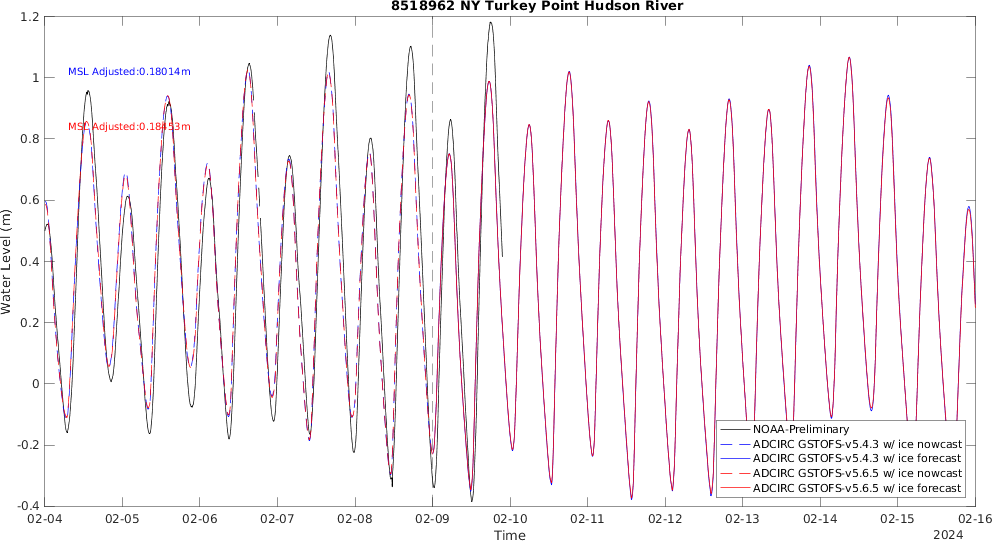 8518962 NY Turkey Point Hudson River
1.2
1
0.8
0.6
0.4
0.2
0
-0.2
-0.4
Water Level (m)
MSL Adjusted:0.18014m
MSL Adjusted:0.18453m
NOAA-Preliminary
ADCIRC GSTOFS-v5.4.3 w/ ice nowcast
ADCIRC GSTOFS-v5.4.3 w/ ice forecast
ADCIRC GSTOFS-v5.6.5 w/ ice nowcast
ADCIRC GSTOFS-v5.6.5 w/ ice forecast
02-04 02-05 02-06 02-07 02-08 02-09 02-10 02-11 02-12 02-13 02-14 02-15 02-16
Time
2024